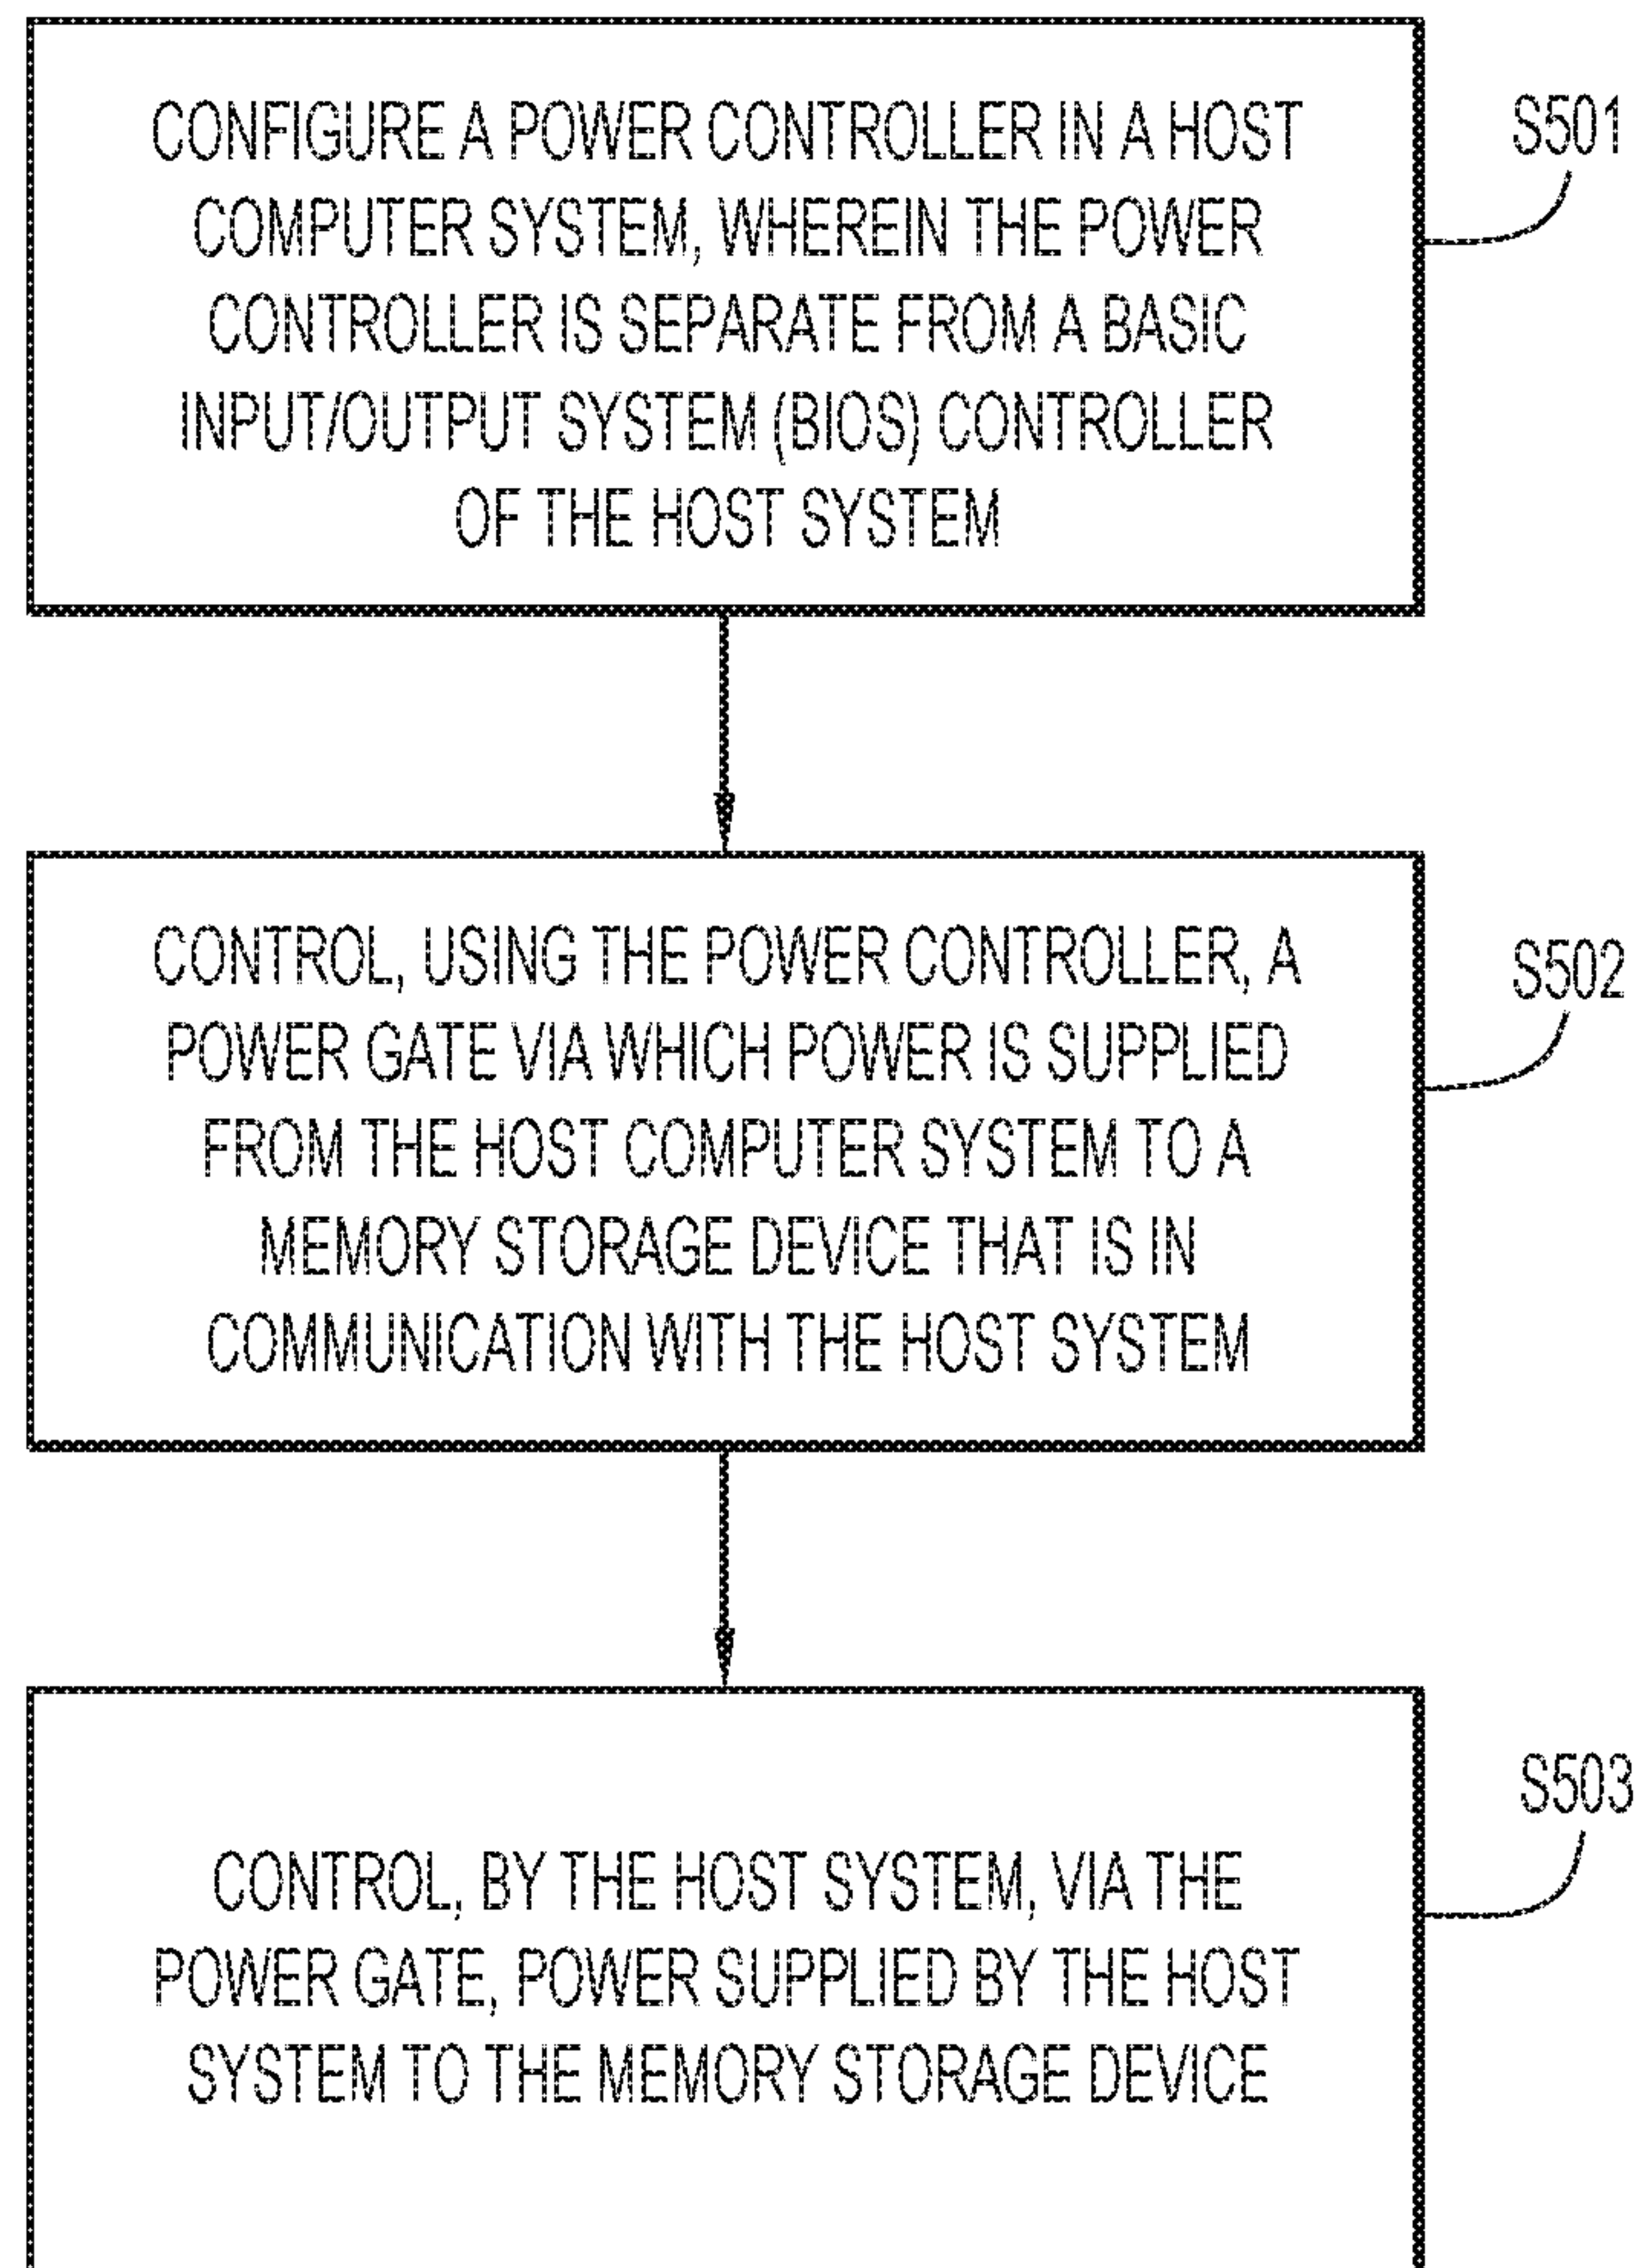 CONFIGURE A POWER CONTROLLER IN A HOST
COMPUTER SYSTEM, WHEREIN THE POWER
CONTROLLER IS SEPARATE FROM A BASIC
INPUT/OUTPUT SYSTEM (BIOS) CONTROLLER
OF THE HOST SYSTEM
S501
CONTROL, USING THE POWER CONTROLLER, A
POWER GATE VIA WHICH POWER IS SUPPLIED
FROM THE HOST COMPUTER SYSTEM TO A
MEMORY STORAGE DEVICE THAT IS IN
COMMUNICATION WITH THE HOST SYSTEM
S502
CONTROL, BY THE HOST SYSTEM, VIA THE
POWER GATE, POWER SUPPLIED BY THE HOST
SYSTEM TO THE MEMORY STORAGE DEVICE
S503